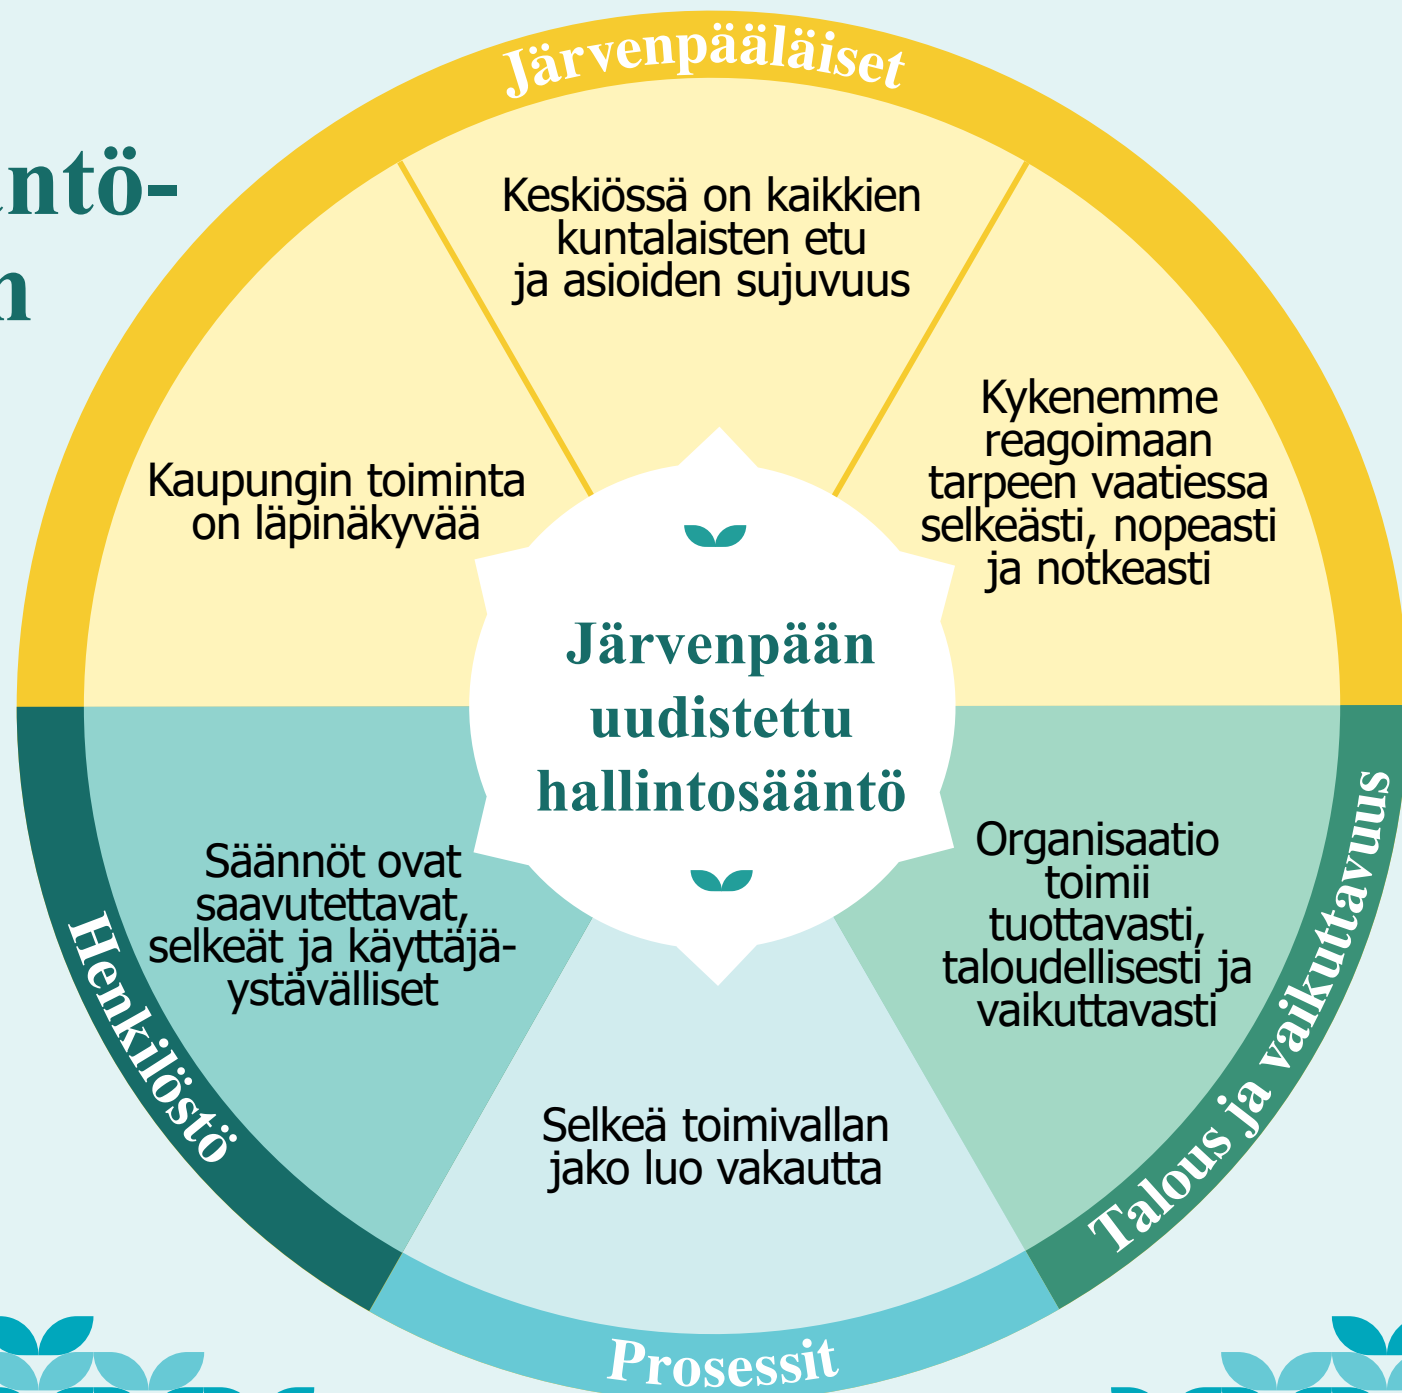 Järvenpääläiset
Keskiössä on kaikkien
kuntalaisten etu
ja asioiden sujuvuus
Kykenemme
reagoimaan
tarpeen vaatiessa
selkeästi, nopeasti
ja notkeasti
Kaupungin toiminta
on läpinäkyvää
Järvenpään
uudistettu
hallintosääntö
Säännöt ovat
saavutettavat,
selkeät ja käyttäjä-
ystävälliset
Organisaatio
toimii
tuottavasti,
taloudellisesti ja
vaikuttavasti
Selkeä toimivallan
jako luo vakautta
Henkilöstö
Talous ja vaikuttavuus
Prosessit